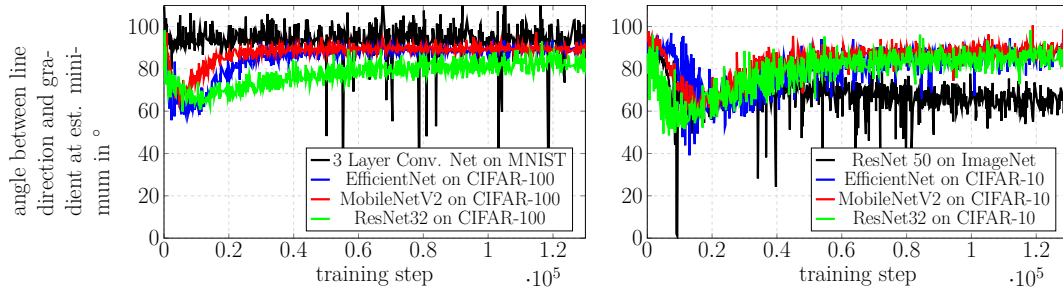 angle between line
direction and gra-
dient at est. mini-
mum in °
100
80
60
40
20
0
0 0.2 0.4 0.6 0.8 1 1.2
·10⁵
training step
3 Layer Conv. Net on MNIST
EfficientNet on CIFAR-100
MobileNetV2 on CIFAR-100
ResNet32 on CIFAR-100
100
80
60
40
20
0
0 0.2 0.4 0.6 0.8 1 1.2
·10⁵
training step
ResNet 50 on ImageNet
EfficientNet on CIFAR-10
MobileNetV2 on CIFAR-10
ResNet32 on CIFAR-10